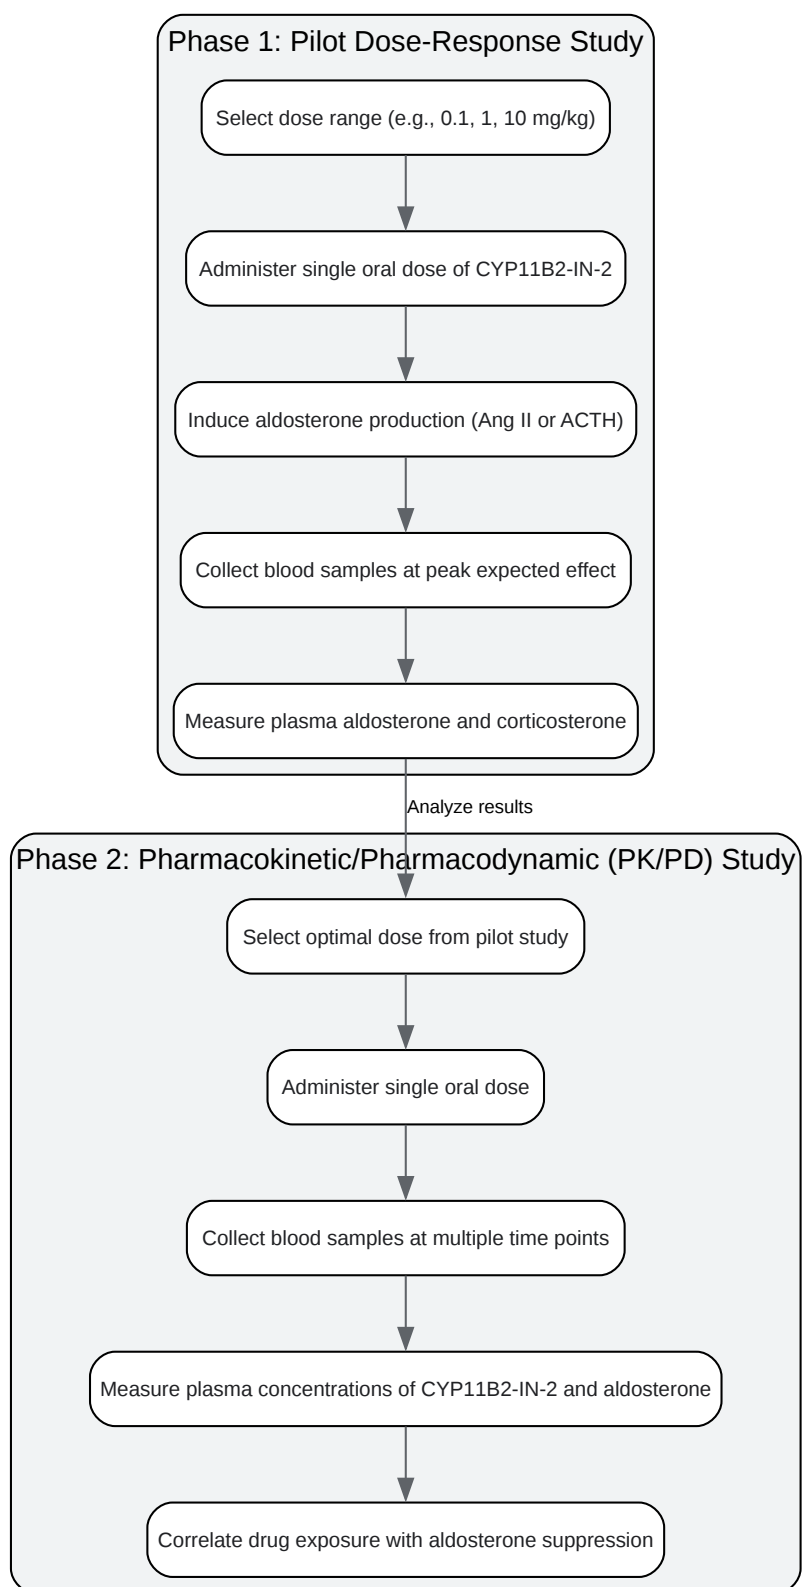 Phase 1: Pilot Dose-Response Study
Select dose range (e.g., 0.1, 1, 10 mg/kg)
Administer single oral dose of CYP11B2-IN-2
Induce aldosterone production (Ang II or ACTH)
Collect blood samples at peak expected effect
Measure plasma aldosterone and corticosterone
Analyze results
Phase 2: Pharmacokinetic/Pharmacodynamic (PK/PD) Study
Select optimal dose from pilot study
Administer single oral dose
Collect blood samples at multiple time points
Measure plasma concentrations of CYP11B2-IN-2 and aldosterone
Correlate drug exposure with aldosterone suppression